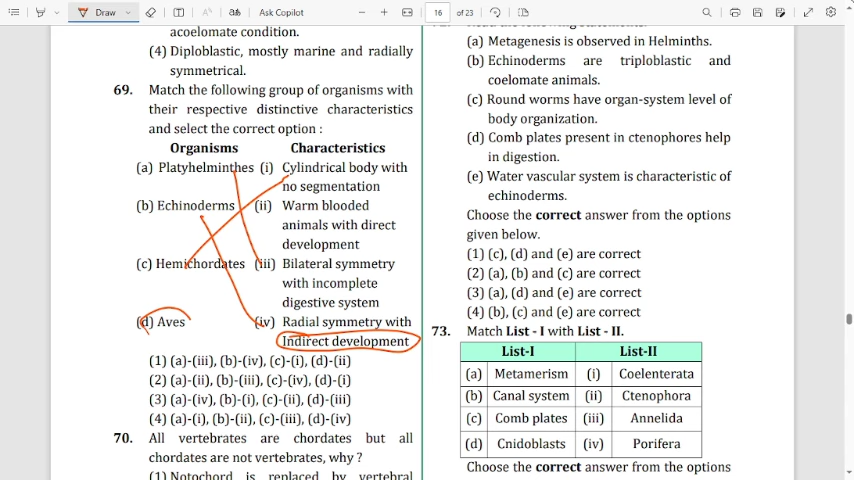 Draw
Ask Copilot
16 of 23
acoelomate condition.
(4) Diploblastic, mostly marine and radially
symmetrical.
69. Match the following group of organisms with
their respective distinctive characteristics
and select the correct option :
Organisms Characteristics
(a) Platyhelminthes (i) Cylindrical body with
no segmentation
(b) Echinoderms (ii) Warm blooded
animals with direct
development
(c) Hemichordates (iii) Bilateral symmetry
with incomplete
digestive system
(d) Aves (iv) Radial symmetry with
Indirect development
(1) (a)-(iii), (b)-(iv), (c)-(i), (d)-(ii)
(2) (a)-(ii), (b)-(iii), (c)-(iv), (d)-(i)
(3) (a)-(iv), (b)-(i), (c)-(ii), (d)-(iii)
(4) (a)-(i), (b)-(ii), (c)-(iii), (d)-(iv)
70. All vertebrates are chordates but all
chordates are not vertebrates, why ?
(1) Notochord is replaced by vertebral
(a) Metagenesis is observed in Helminths.
(b) Echinoderms are triploblastic and
coelomate animals.
(c) Round worms have organ-system level of
body organization.
(d) Comb plates present in ctenophores help
in digestion.
(e) Water vascular system is characteristic of
echinoderms.
Choose the correct answer from the options
given below.
(1) (c), (d) and (e) are correct
(2) (a), (b) and (c) are correct
(3) (a), (d) and (e) are correct
(4) (b), (c) and (e) are correct
73. Match List - I with List - II.
List-I List-II
(a) Metamerism (i) Coelenterata
(b) Canal system (ii) Ctenophora
(c) Comb plates (iii) Annelida
(d) Cnidoblasts (iv) Porifera
Choose the correct answer from the options